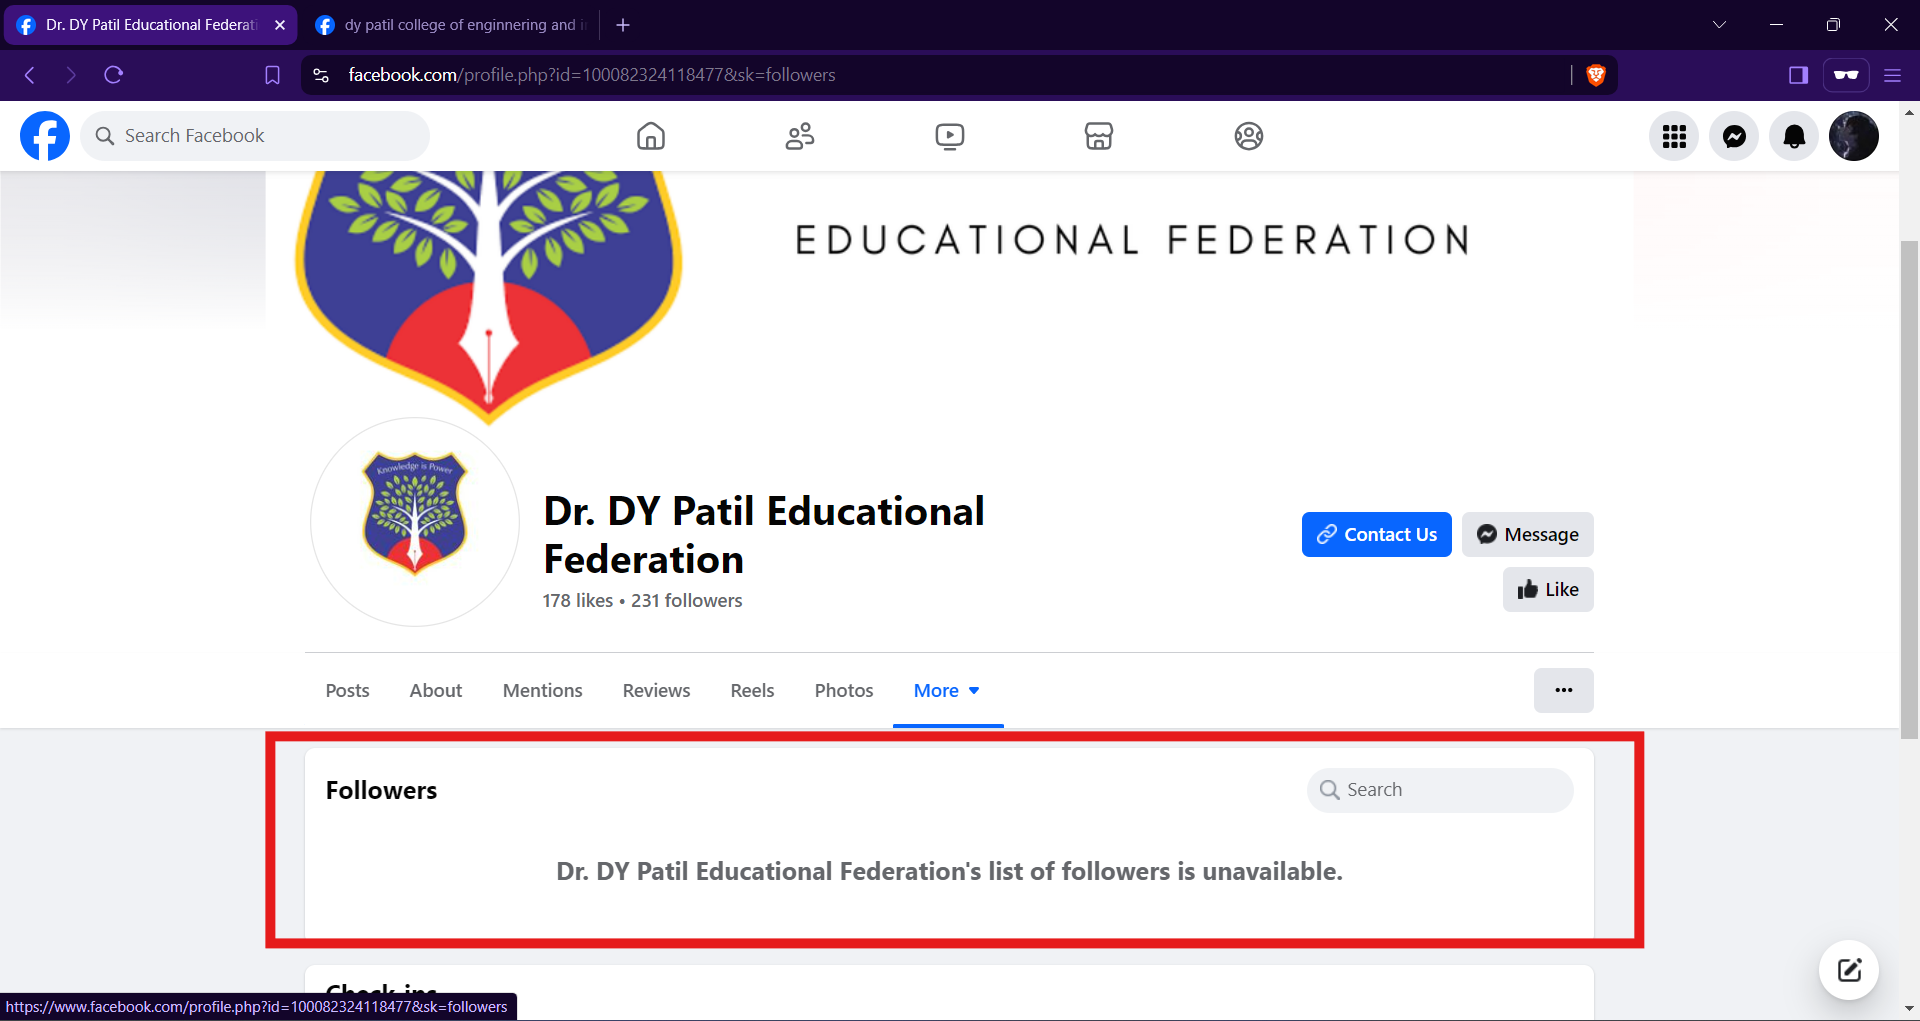 Dr. DY Patil Educational Federati
dy patil college of enginnering and i
facebook.com/profile.php?id=100082324118477&sk=followers
Search Facebook
EDUCATIONAL FEDERATION
Knowledge is Power
Dr. DY Patil Educational
Federation
178 likes • 231 followers
Contact Us
Message
Like
Posts
About
Mentions
Reviews
Reels
Photos
More
Followers
Search
Dr. DY Patil Educational Federation's list of followers is unavailable.
Check-ins
https://www.facebook.com/profile.php?id=100082324118477&sk=followers